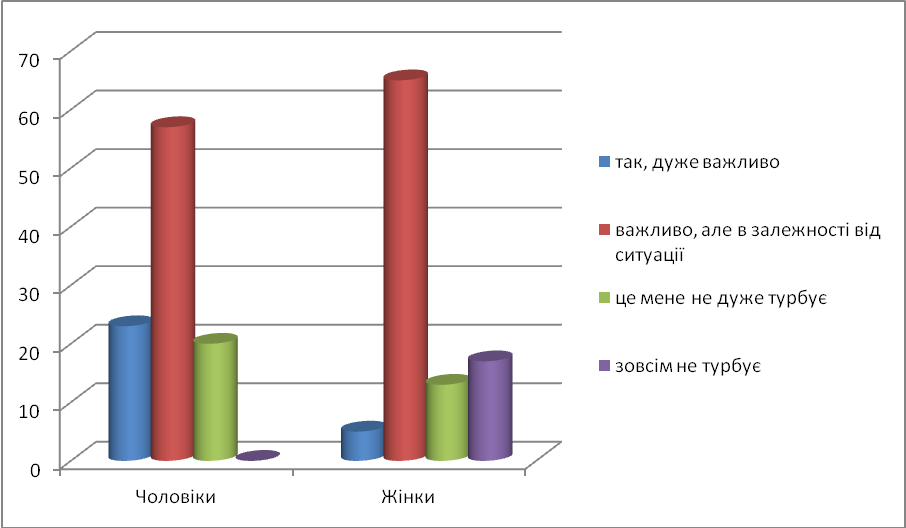 70
60
50
40
30
20
10
0
Чоловіки
Жінки
так, дуже важливо
важливо, але в залежності від
ситуації
це мене не дуже турбує
зовсім не турбує